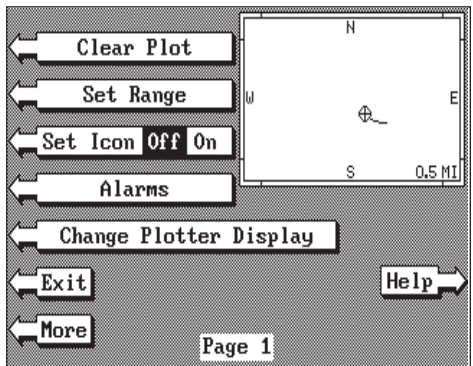 Clear Plot
Set Range
Set Icon Off On
Alarms
Change Plotter Display
Exit
More
Page 1
Help
N
W
E
S
0.5 MI